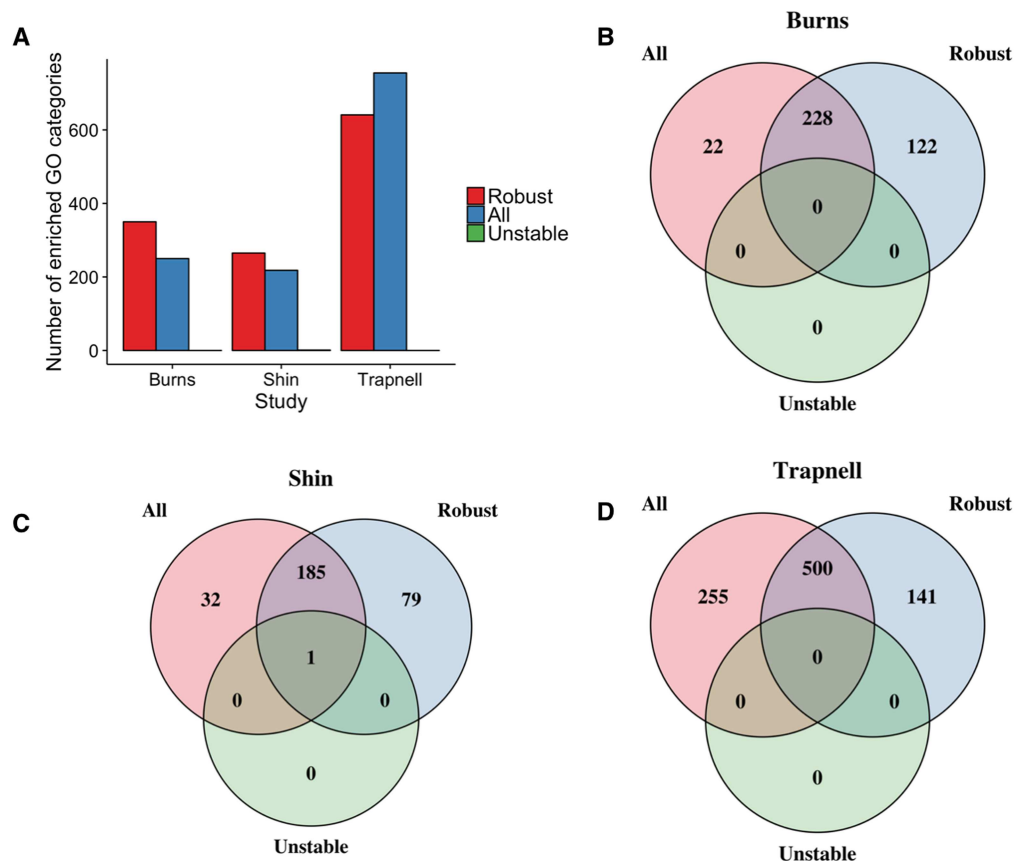 A
Number of enriched GO categories
600
400
200
0
Burns
Shin
Trapnell
Study
Robust
All
Unstable
B
Burns
All
Robust
22
228
122
0
0
0
0
Unstable
C
Shin
All
Robust
32
185
79
1
0
0
0
Unstable
D
Trapnell
All
Robust
255
500
141
0
0
0
0
Unstable